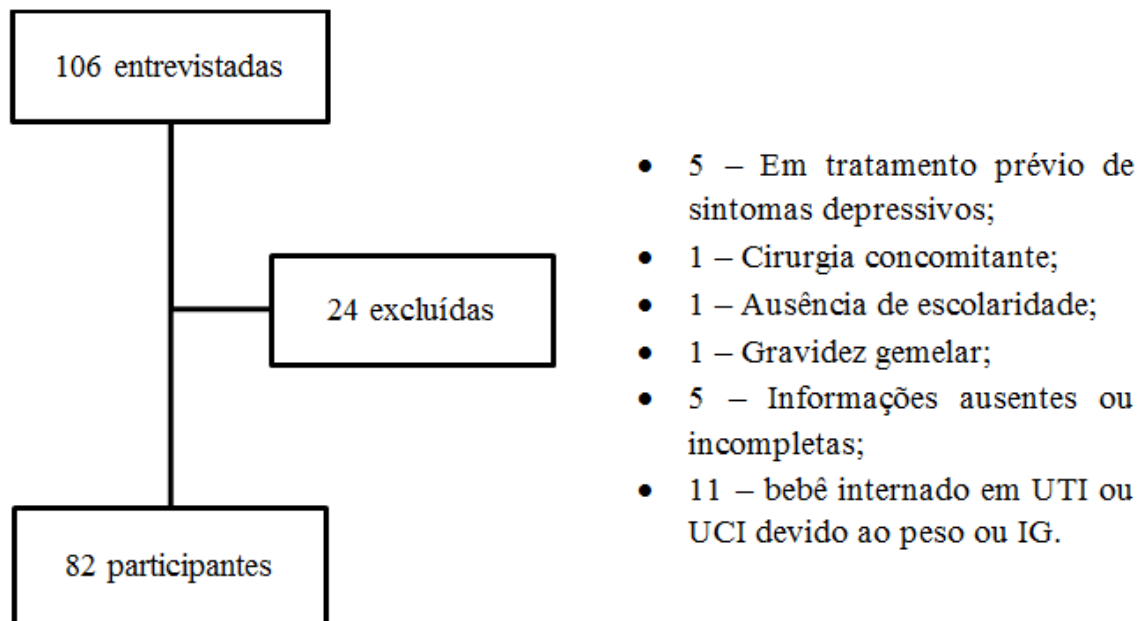 106 entrevistadas
24 excluídas
82 participantes
• 5 – Em tratamento prévio de
sintomas depressivos;
• 1 – Cirurgia concomitante;
• 1 – Ausência de escolaridade;
• 1 – Gravidez gemelar;
• 5 – Informações ausentes ou
incompletas;
• 11 – bebê internado em UTI ou
UCI devido ao peso ou IG.